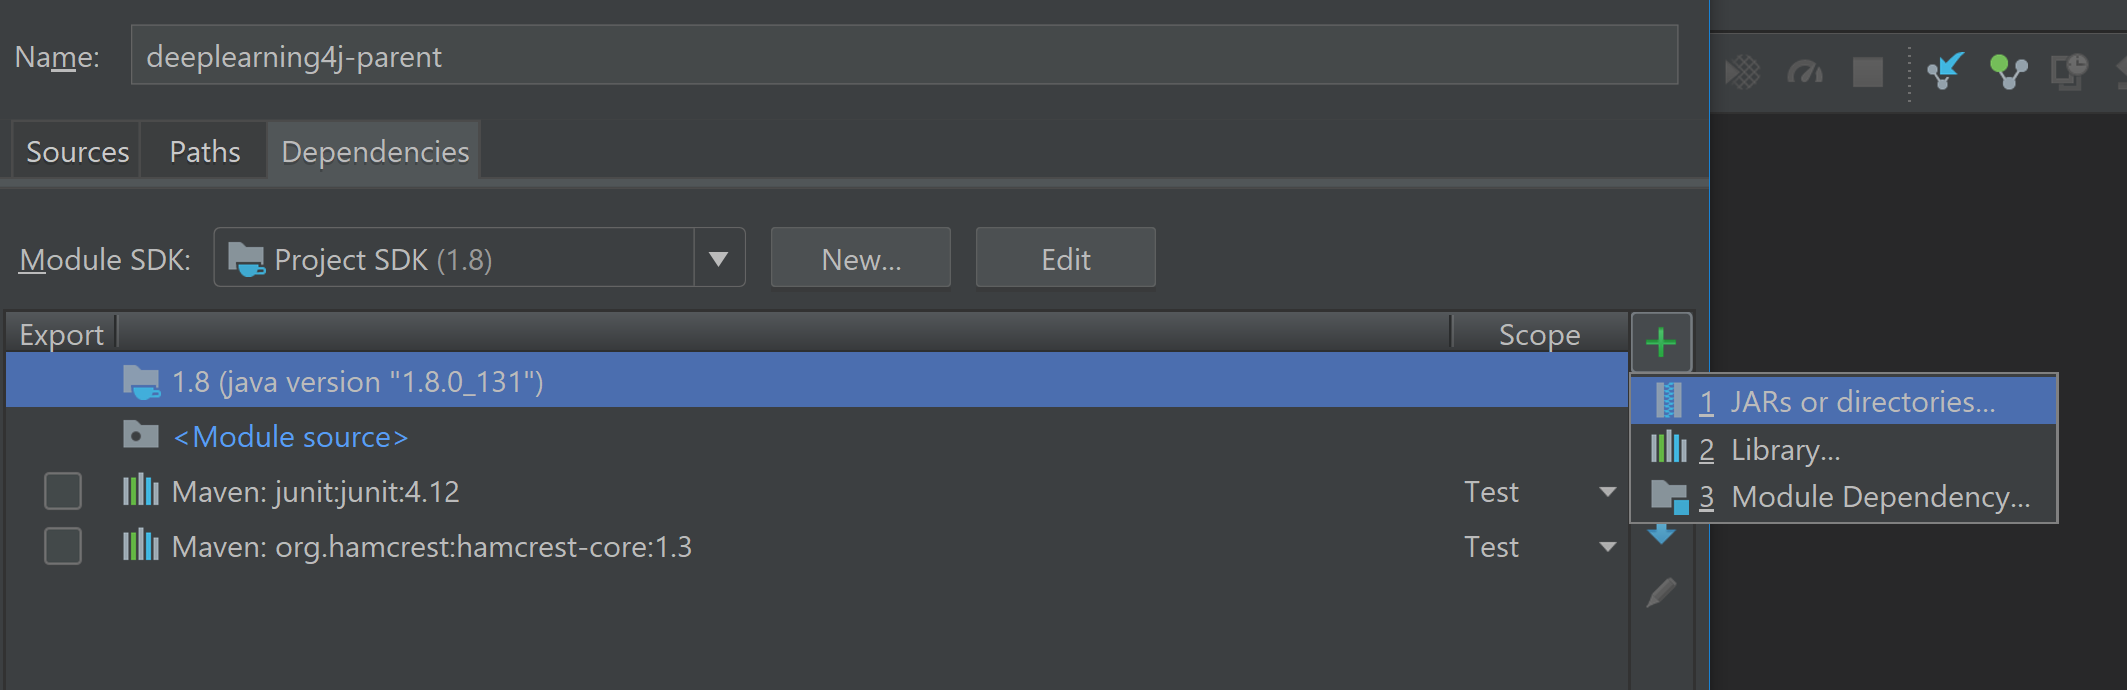 Name: deeplearning4j-parent
Sources Paths Dependencies
Module SDK: Project SDK (1.8) New... Edit
Export Scope
1.8 (java version "1.8.0_131")
<Module source>
Maven: junit:junit:4.12 Test
Maven: org.hamcrest:hamcrest-core:1.3 Test
1 JARs or directories...
2 Library...
3 Module Dependency...